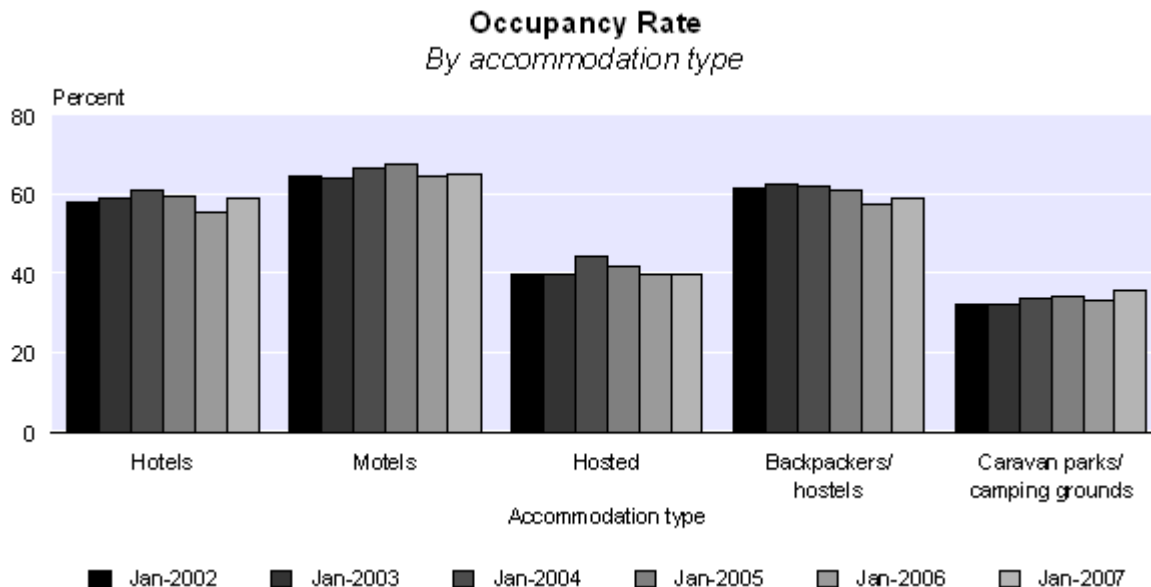 Occupancy Rate
By accommodation type
Percent
80
60
40
20
0
Hotels Motels Hosted Backpackers/ Caravan parks/
hostels camping grounds
Accommodation type
Jan-2002 Jan-2003 Jan-2004 Jan-2005 Jan-2006 Jan-2007